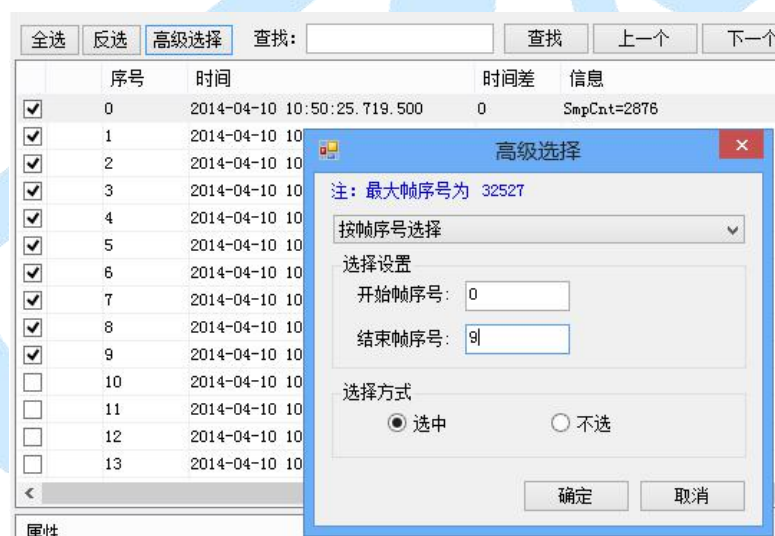 全选 反选 高级选择 查找: 查找 上一个 下一个
序号 时间 时间差 信息
0 2014-04-10 10:50:25.719.500 0 SmpCnt=2876
1 2014-04-10 10
2 2014-04-10 10
3 2014-04-10 10
4 2014-04-10 10
5 2014-04-10 10
6 2014-04-10 10
7 2014-04-10 10
8 2014-04-10 10
9 2014-04-10 10
10 2014-04-10 10
11 2014-04-10 10
12 2014-04-10 10
13 2014-04-10 10
属性
高级选择
注: 最大帧序号为 32527
按帧序号选择
选择设置
开始帧序号: 0
结束帧序号: 9
选择方式
选中 不选
确定 取消